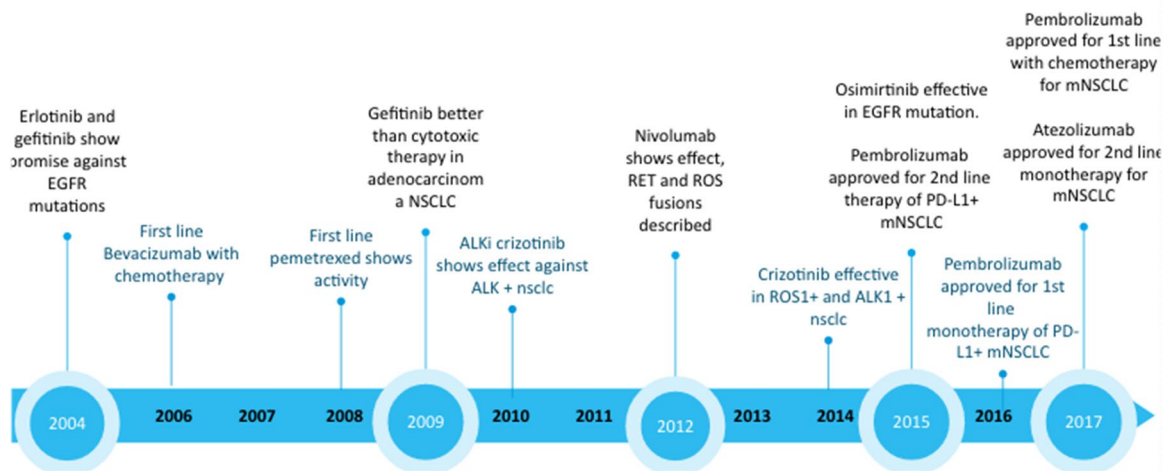 Erlotinib and
gefitinib show
promise against
EGFR
mutations
First line
Bevacizumab with
chemotherapy
First line
pemetrexed shows
activity
Gefitinib better
than cytotoxic
therapy in
adenocarcinom
a NSCLC
ALKi crizotinib
shows effect against
ALK + nsclc
Nivolumab
shows effect,
RET and ROS
fusions
described
Crizotinib effective
in ROS1+ and ALK1 +
nsclc
Osimirtinib effective
in EGFR mutation.
Pembrolizumab
approved for 2nd line
therapy of PD-L1+
mNSCLC
Pembrolizumab
approved for 1st
line
monotherapy of PD-
L1+ mNSCLC
Pembrolizumab
approved for 1st line
with chemotherapy
for mNSCLC
Atezolizumab
approved for 2nd line
monotherapy for
mNSCLC
2004 2006 2007 2008 2009 2010 2011 2012 2013 2014 2015 2016 2017